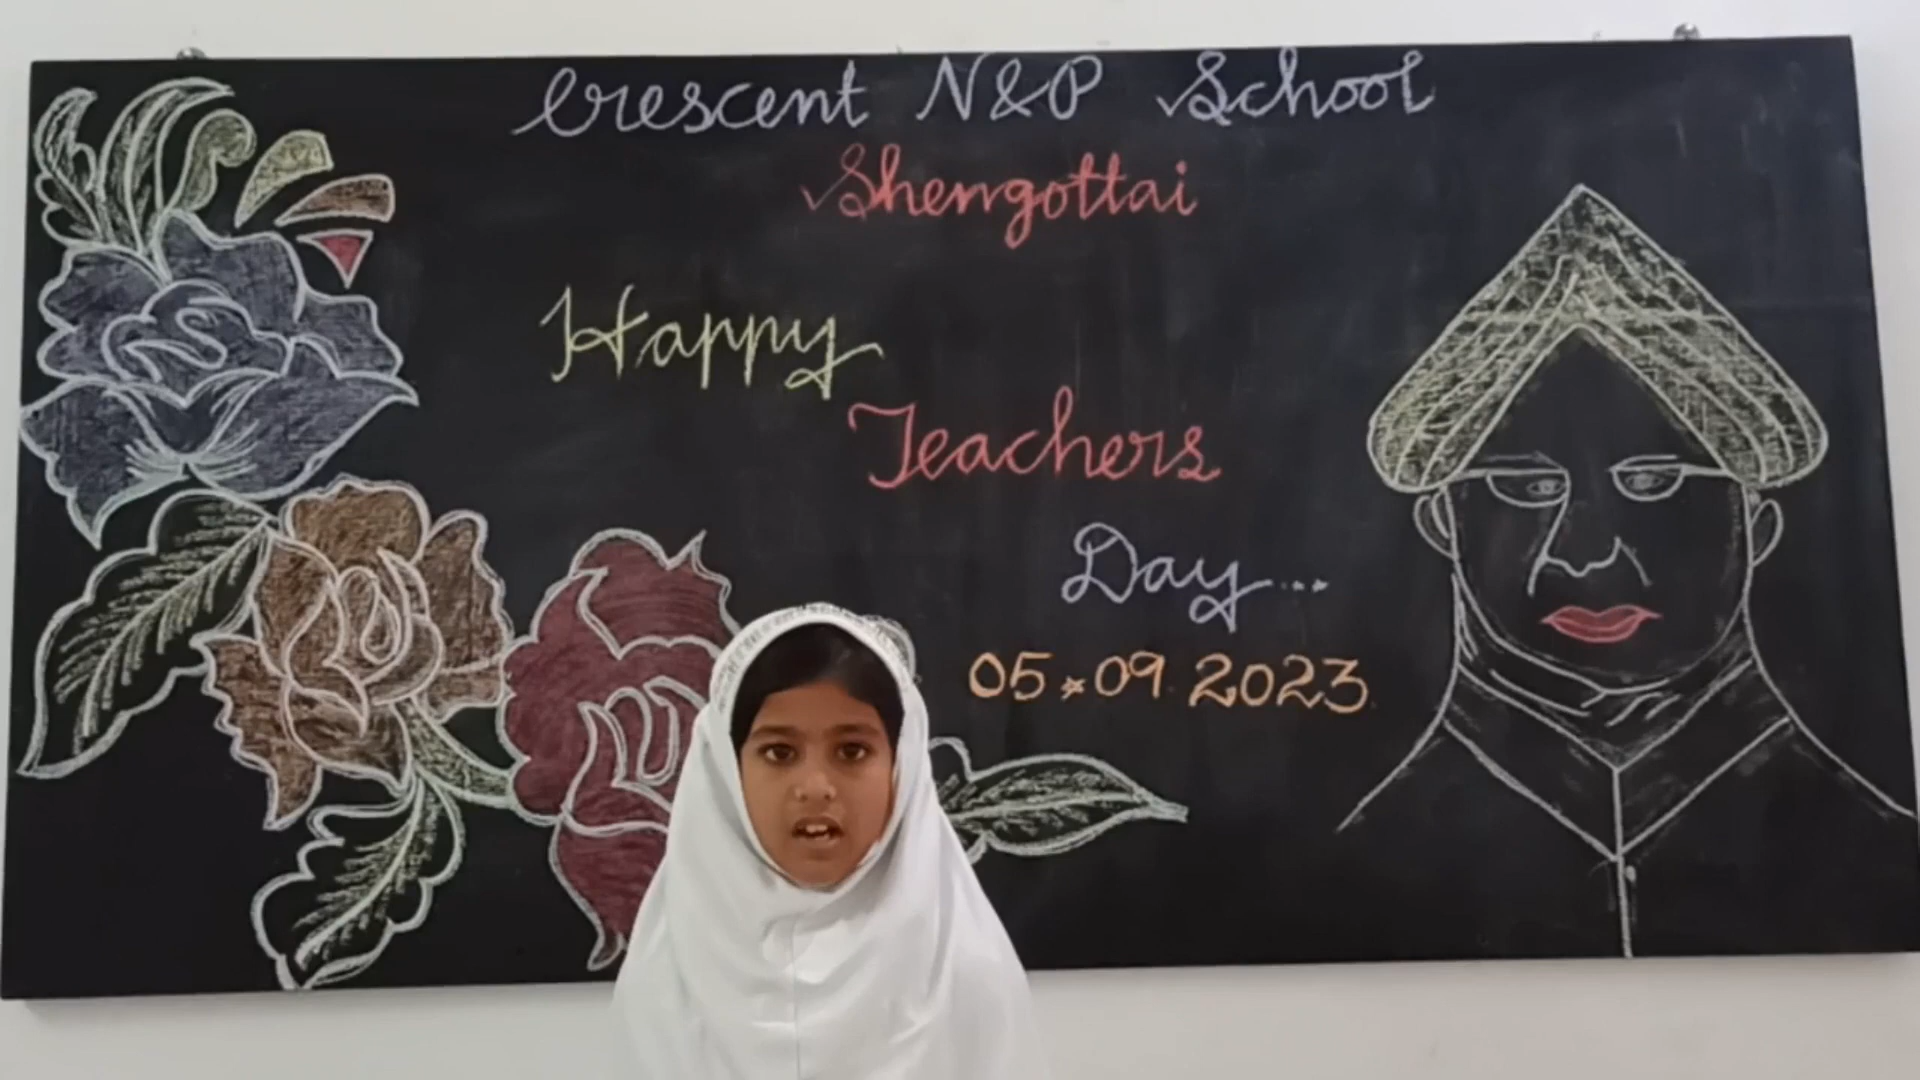 Crescent N&P School
Shengottai
Happy
Teachers
Day...
05.09.2023